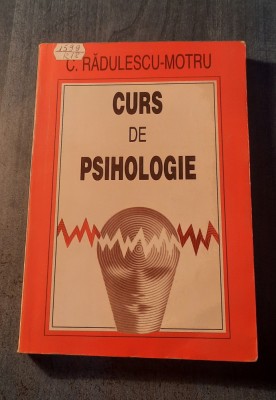 C. RĂDULESCU-MOTRU
CURS
DE
PSIHOLOGIE